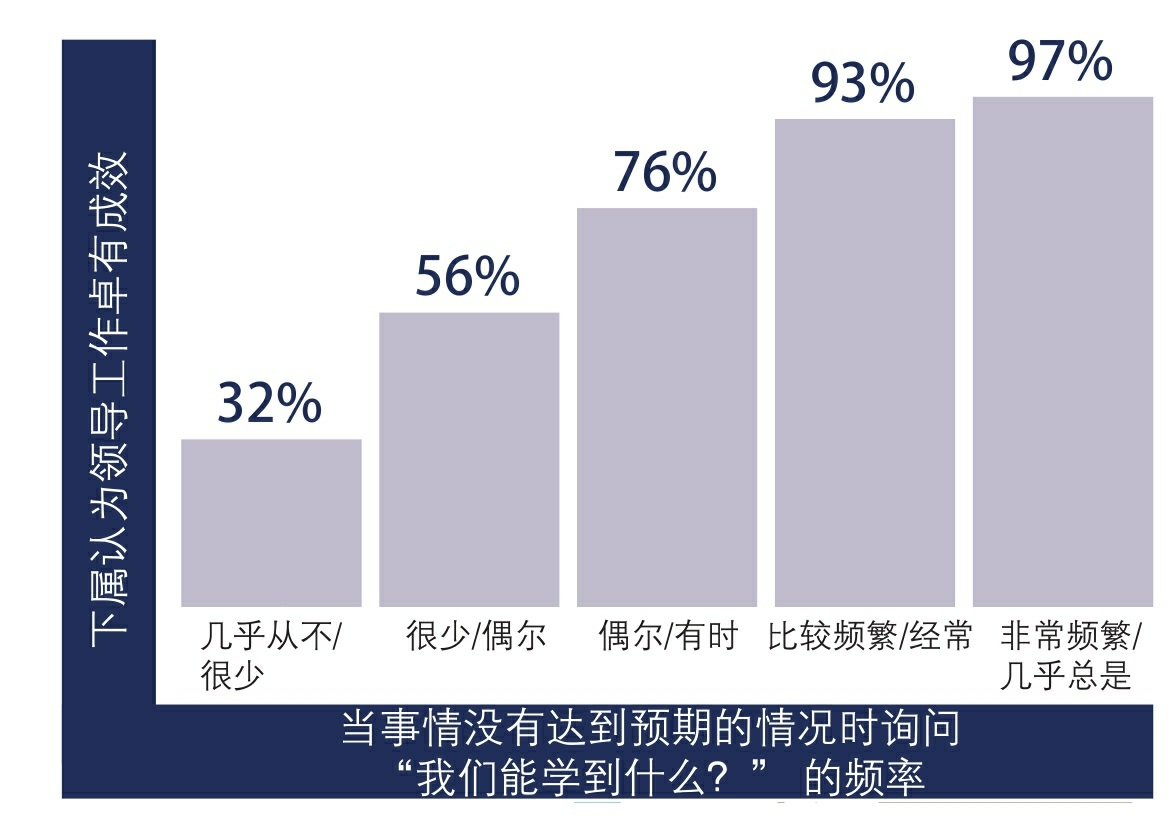 下属认为领导工作卓有成效
32%
56%
76%
93%
97%
几乎从不/
很少
很少/偶尔
偶尔/有时
比较频繁/经常
非常频繁/
几乎总是
当事情没有达到预期的情况时询问
“我们能学到什么？” 的频率